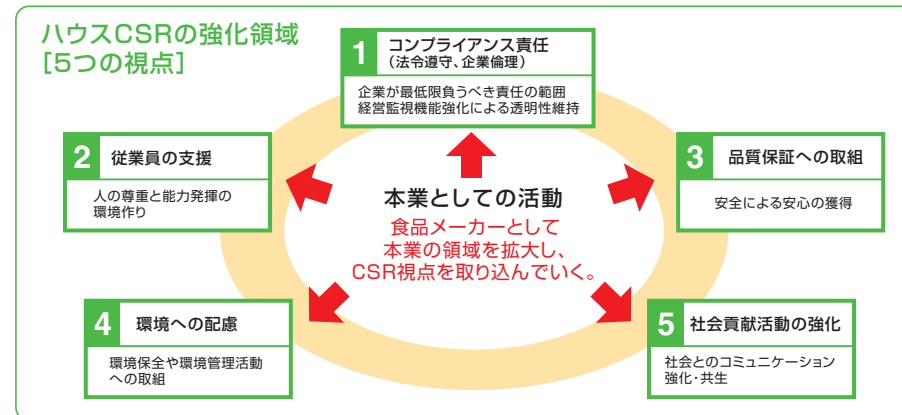 ハウスCSRの強化領域
[5つの視点]
1
コンプライアンス責任
(法令遵守、企業倫理)
企業が最低限負うべき責任の範囲
経営監視機能強化による透明性維持
2
従業員の支援
人の尊重と能力発揮の
環境作り
3
品質保証への取組
安全による安心の獲得
本業としての活動
食品メーカーとして
本業の領域を拡大し、
CSR視点を取り込んでいく。
4
環境への配慮
環境保全や環境管理活動
への取組
5
社会貢献活動の強化
社会とのコミュニケーション
強化・共生